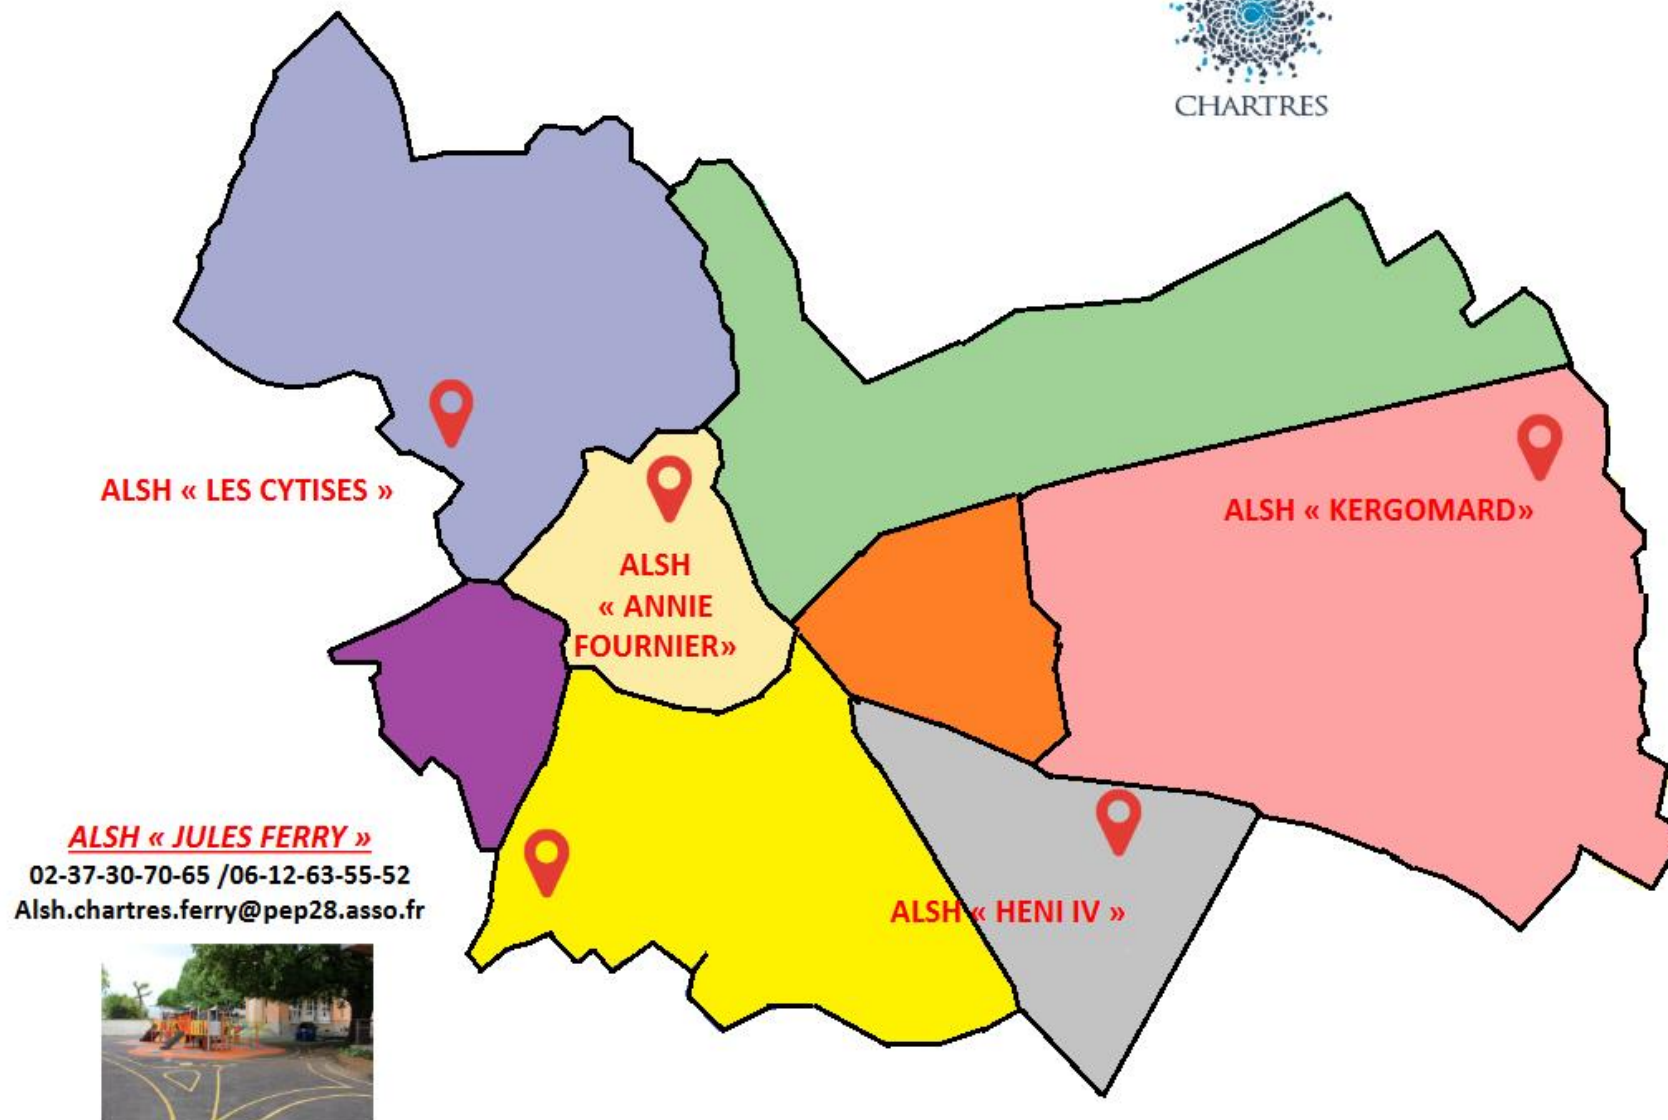 CHARTRES
ALSH « LES CYTISES »
ALSH « KERGOMARD»
ALSH
« ANNIE
FOURNIER»
ALSH « JULES FERRY »
02-37-30-70-65 /06-12-63-55-52
Alsh.chartres.ferry@pep28.asso.fr
ALSH « HENI IV »